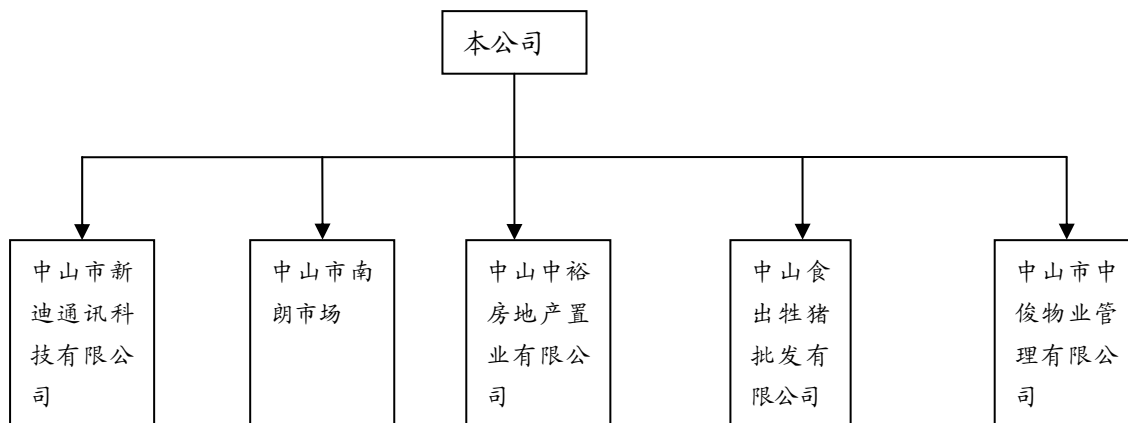 本公司
中山市新
迪通讯科
技有限公
司
中山市南
朗市场
中山中裕
房地产置
业有限公
司
中山食
出牲猪
批发有
限公司
中山市中
俊物业管
理有限公
司